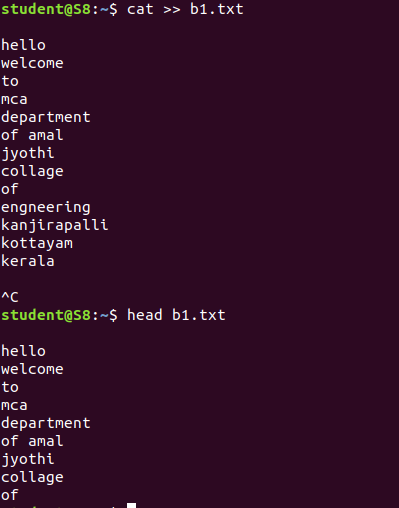 student@S8:~$ cat >> b1.txt
hello
welcome
to
mca
department
of amal
jyothi
collage
of
engneering
kanjirapalli
kottayam
kerala
^C
student@S8:~$ head b1.txt
hello
welcome
to
mca
department
of amal
jyothi
collage
of